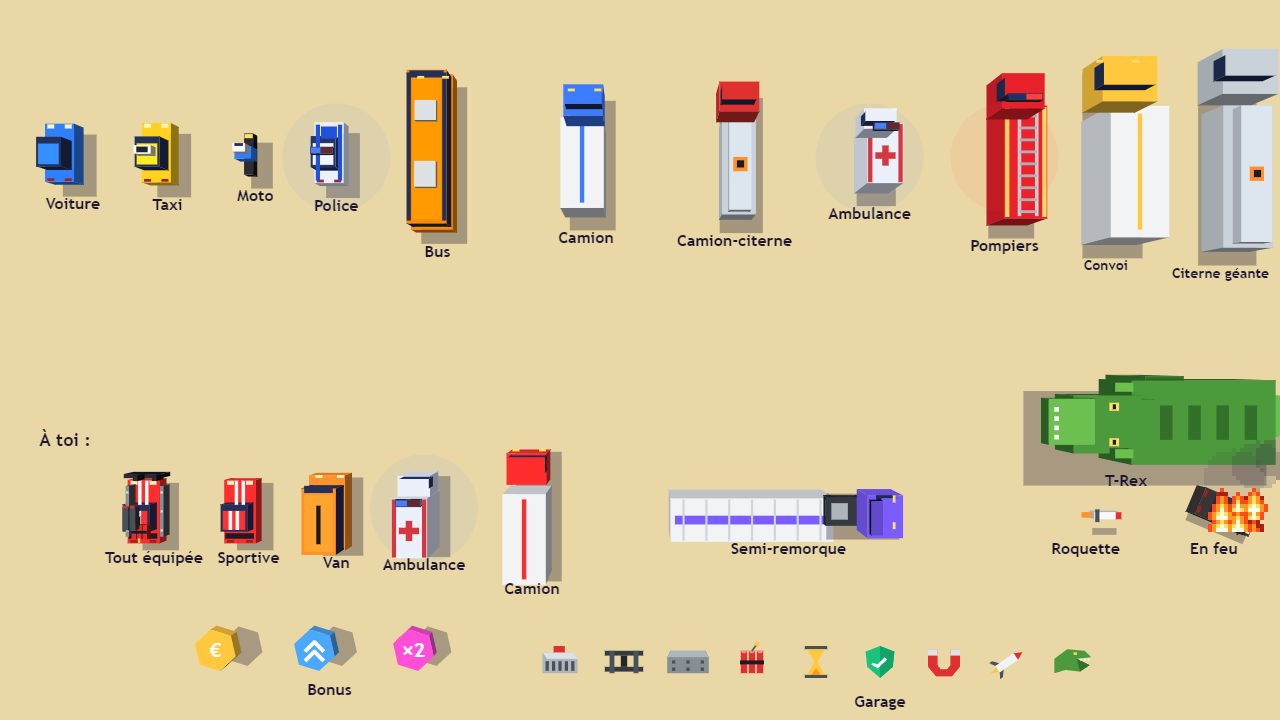 Voiture
Taxi
Moto
Police
Bus
Camion
Camion-citerne
Ambulance
Pompiers
Convoi
Citerne géante
À toi :
T-Rex
Tout équipée
Sportive
Van
Ambulance
Camion
Semi-remorque
Roquette
En feu
€
×2
Bonus
Garage